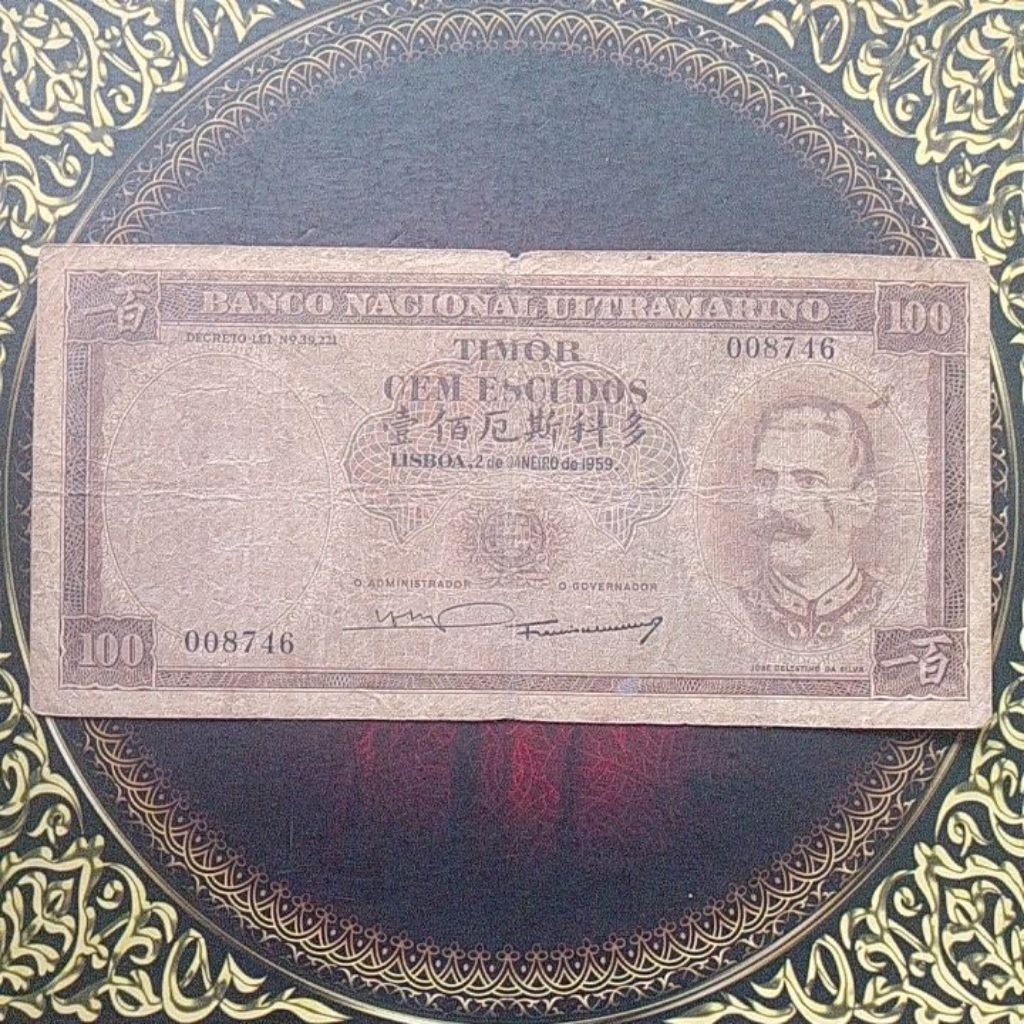 一百 BANCO NACIONAL ULTRAMARINO 100
DECRETO-LEI Nº 39.221
TIMOR 008746
CEM ESCUDOS
壹佰厄斯科多
LISBOA, 2 de JANEIRO de 1959.
O ADMINISTRADOR O GOVERNADOR
100 008746
JOSÉ CELESTINO DA SILVA
一百